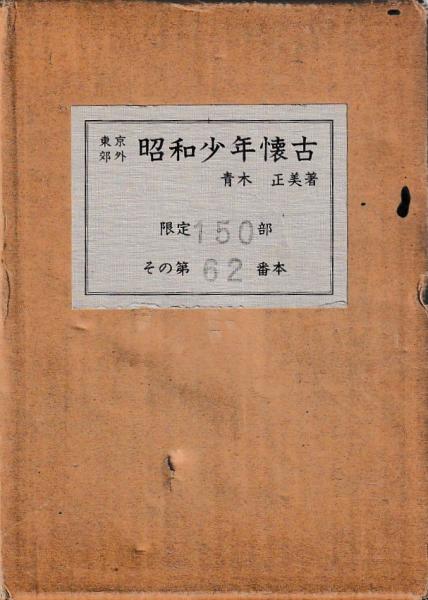 東京郊外 昭和少年懐古
青木 正美著
限定150部
その第62番本